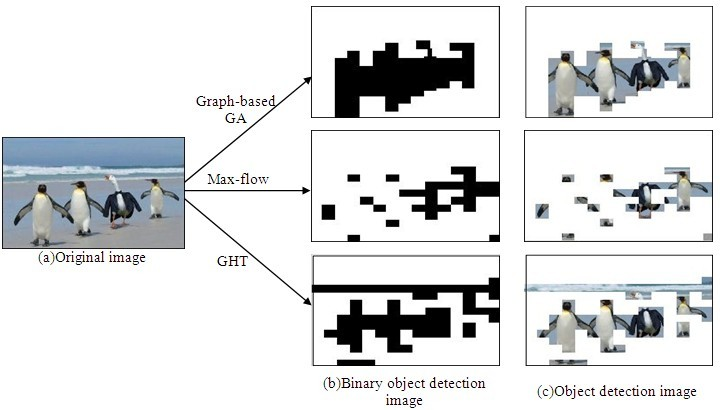 Graph-based
GA
Max-flow
(a)Original image
GHT
(b)Binary object detection
image
(c)Object detection image